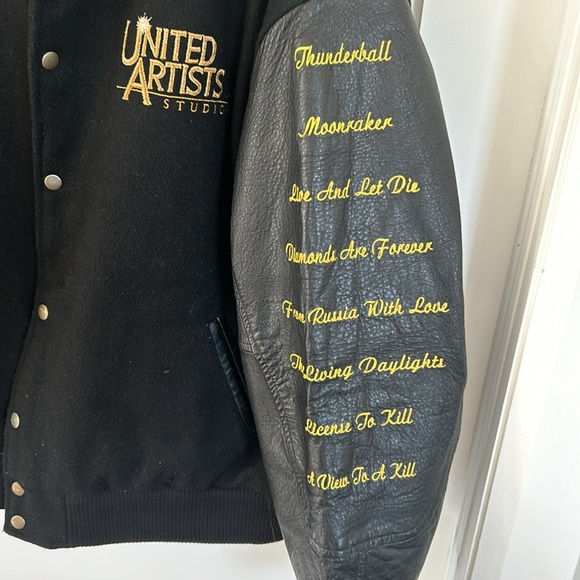 UNITED
ARTISTS
STUDIO
Thunderball
Moonraker
Live And Let Die
Diamonds Are Forever
From Russia With Love
The Living Daylights
License To Kill
A View To A Kill